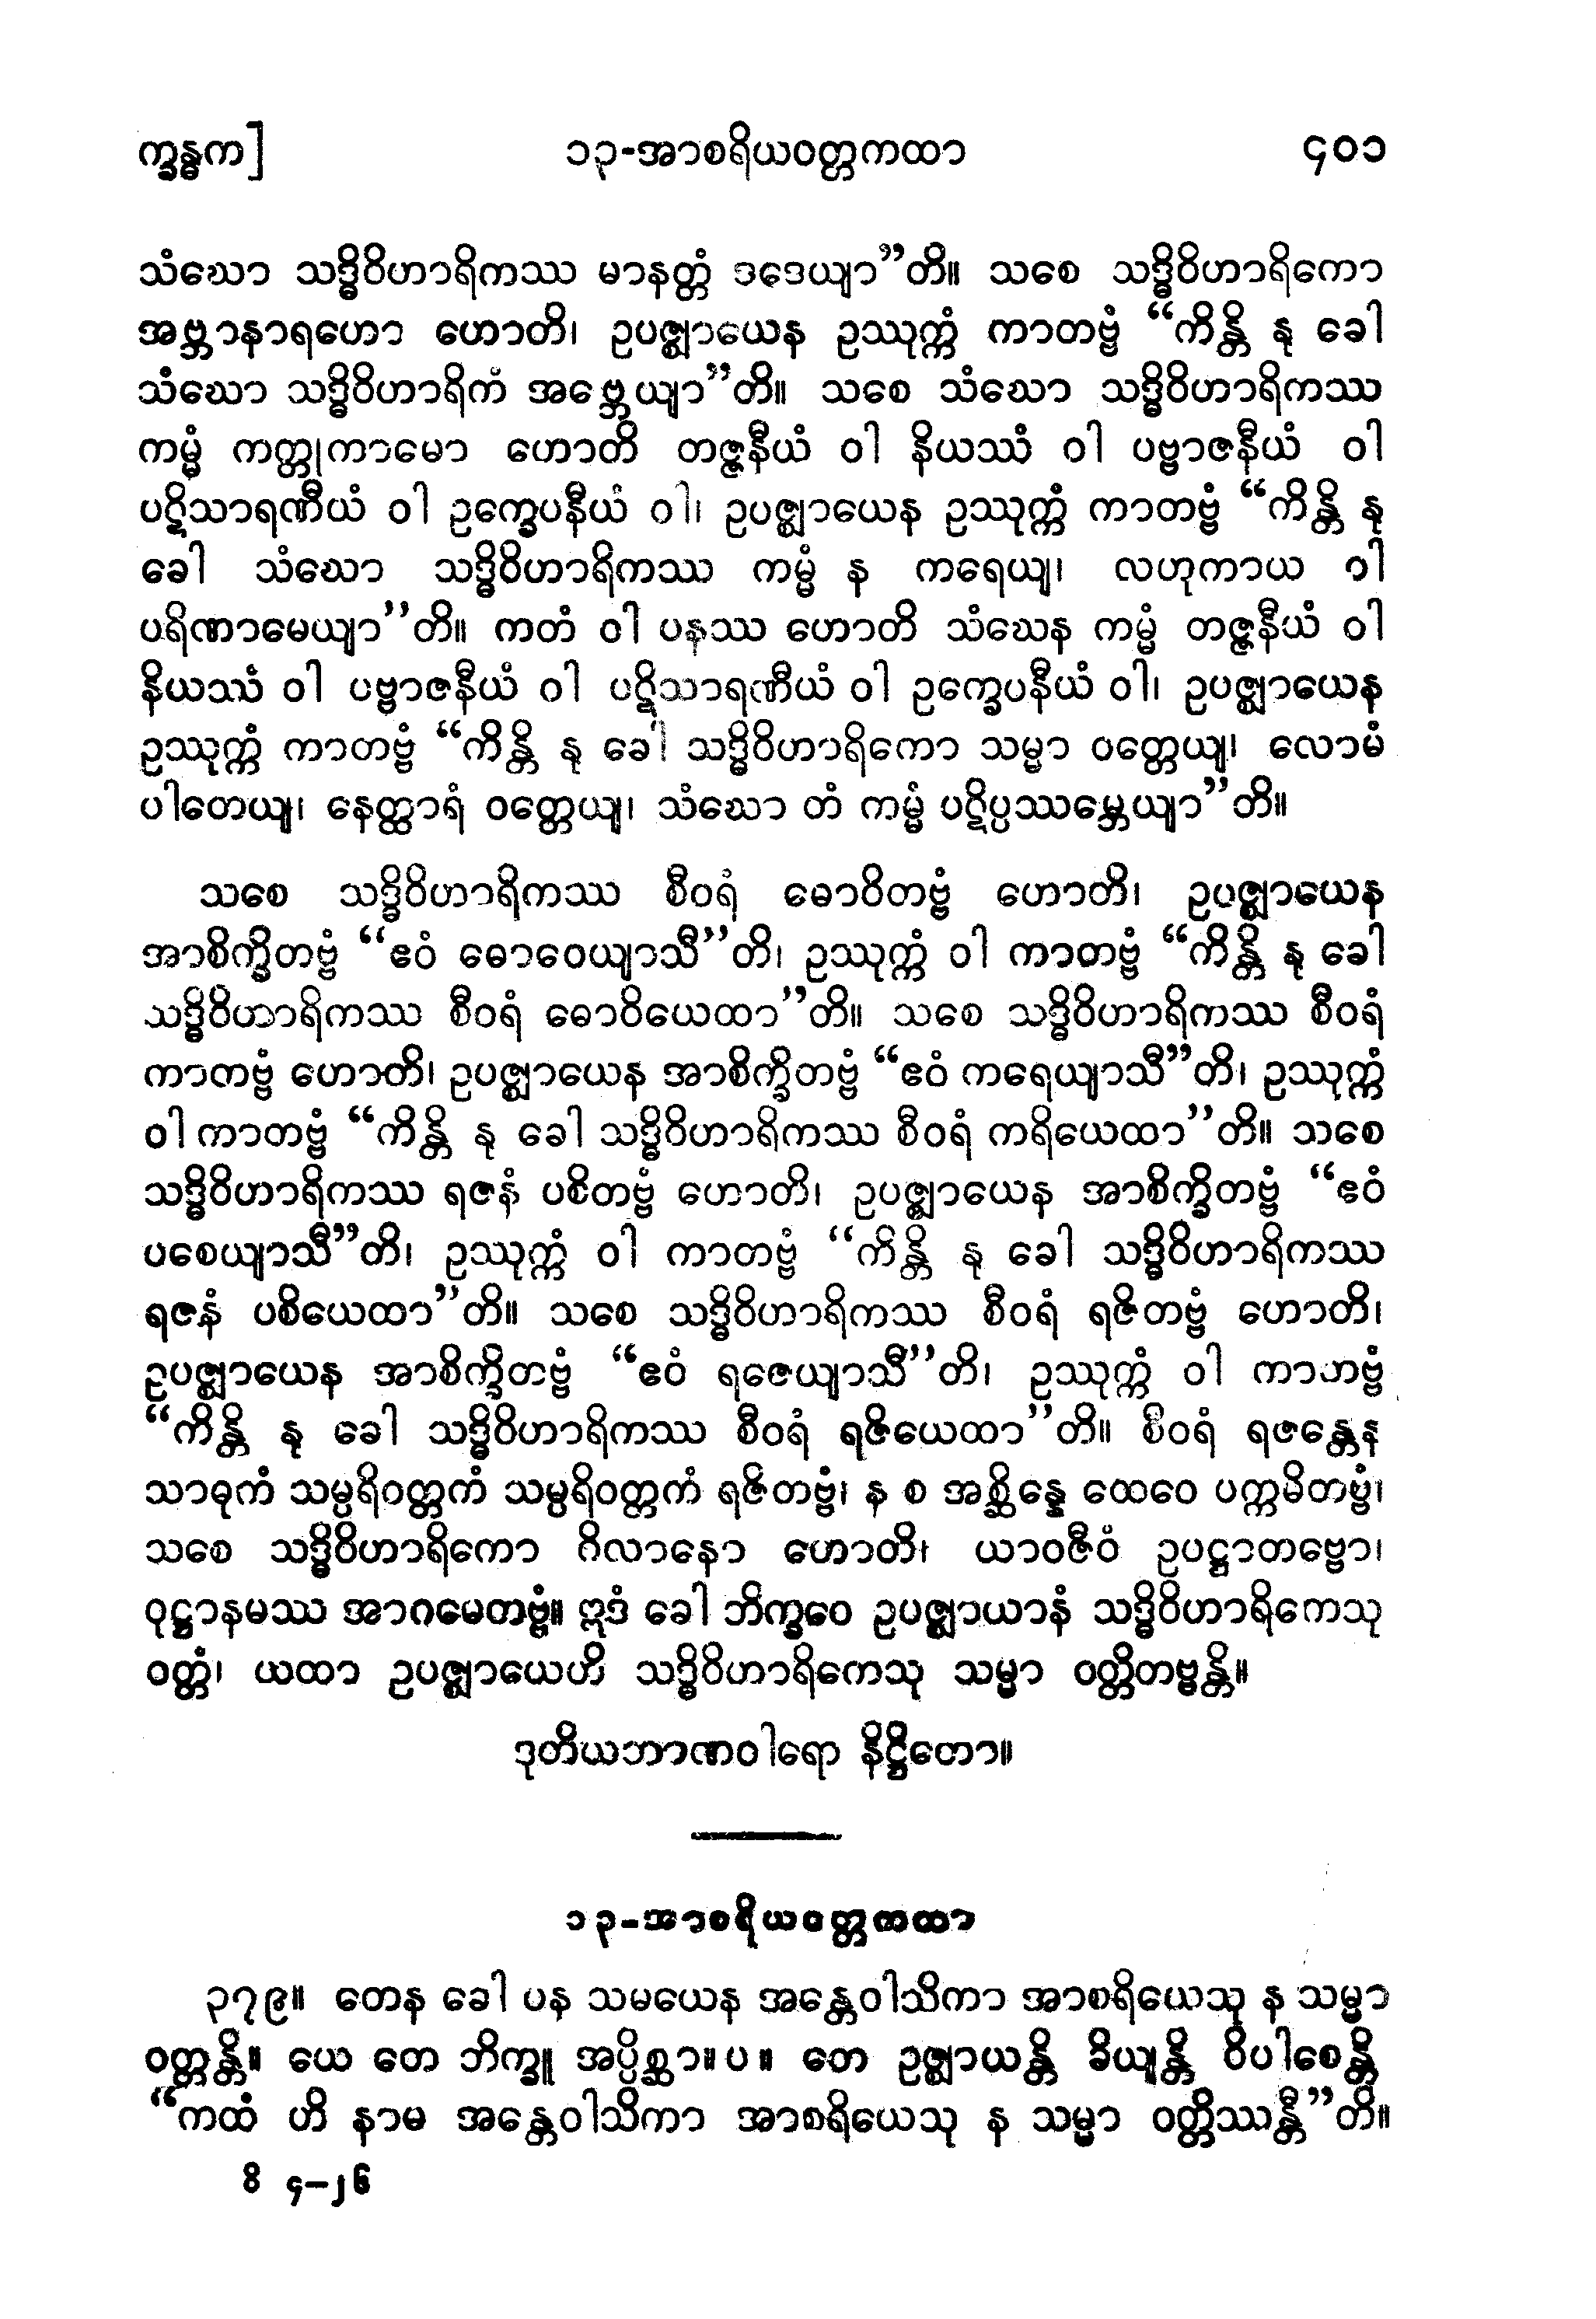 က္ခန္ဓက]
၁၃-အာစရိယဝတ္တကထာ
၄၀၁
သံဃော သဒ္ဓိဝိဟာရိကဿ မာနတ္တံ ဒဒေယျာ”တိ။ သစေ သဒ္ဓိဝိဟာရိကော
အဗ္ဘာနာရဟော ဟောတိ၊ ဥပဇ္ဈာယေန ဥဿုက္ကံ ကာတဗ္ဗံ “ကိန္တိ နု ခေါ
သံဃော သဒ္ဓိဝိဟာရိကံ အဗ္ဘေယျာ”တိ။ သစေ သံဃော သဒ္ဓိဝိဟာရိကဿ
ကမ္မံ ကတ္တုကာမော ဟောတိ တဇ္ဇနီယံ ဝါ နိယဿံ ဝါ ပဗ္ဗာဇနီယံ ဝါ
ပဋိသာရဏီယံ ဝါ ဥက္ခေပနီယံ ဝါ၊ ဥပဇ္ဈာယေန ဥဿုက္ကံ ကာတဗ္ဗံ “ကိန္တိ နု
ခေါ သံဃော သဒ္ဓိဝိဟာရိကဿ ကမ္မံ န ကရေယျ၊ လဟုကာယ ဝါ
ပရိဏာမေယျာ”တိ။ ကတံ ဝါ ပနဿ ဟောတိ သံဃေန ကမ္မံ တဇ္ဇနီယံ ဝါ
နိယဿံ ဝါ ပဗ္ဗာဇနီယံ ဝါ ပဋိသာရဏီယံ ဝါ ဥက္ခေပနီယံ ဝါ၊ ဥပဇ္ဈာယေန
ဥဿုက္ကံ ကာတဗ္ဗံ “ကိန္တိ နု ခေါ သဒ္ဓိဝိဟာရိကော သမ္မာ ဝတ္တေယျ၊ လောမံ
ပါတေယျ၊ နေတ္ထာရံ ဝတ္တေယျ၊ သံဃော တံ ကမ္မံ ပဋိပ္ပဿမ္ဘေယျာ”တိ။
သစေ သဒ္ဓိဝိဟာရိကဿ စီဝရံ ဓောဝိတဗ္ဗံ ဟောတိ၊ ဥပဇ္ဈာယေန
အာစိက္ခိတဗ္ဗံ “ဧဝံ ဓောဝေယျာသီ”တိ၊ ဥဿုက္ကံ ဝါ ကာတဗ္ဗံ “ကိန္တိ နု ခေါ
သဒ္ဓိဝိဟာရိကဿ စီဝရံ ဓောဝိယေထာ”တိ။ သစေ သဒ္ဓိဝိဟာရိကဿ စီဝရံ
ကာတဗ္ဗံ ဟောတိ၊ ဥပဇ္ဈာယေန အာစိက္ခိတဗ္ဗံ “ဧဝံ ကရေယျာသီ”တိ၊ ဥဿုက္ကံ
ဝါ ကာတဗ္ဗံ “ကိန္တိ နု ခေါ သဒ္ဓိဝိဟာရိကဿ စီဝရံ ကရိယေထာ”တိ။ သစေ
သဒ္ဓိဝိဟာရိကဿ ရဇနံ ပစိတဗ္ဗံ ဟောတိ၊ ဥပဇ္ဈာယေန အာစိက္ခိတဗ္ဗံ “ဧဝံ
ပစေယျာသီ”တိ၊ ဥဿုက္ကံ ဝါ ကာတဗ္ဗံ “ကိန္တိ နု ခေါ သဒ္ဓိဝိဟာရိကဿ
ရဇနံ ပစိယေထာ”တိ။ သစေ သဒ္ဓိဝိဟာရိကဿ စီဝရံ ရဇိတဗ္ဗံ ဟောတိ၊
ဥပဇ္ဈာယေန အာစိက္ခိတဗ္ဗံ “ဧဝံ ရဇေယျာသီ”တိ၊ ဥဿုက္ကံ ဝါ ကာတဗ္ဗံ
“ကိန္တိ နု ခေါ သဒ္ဓိဝိဟာရိကဿ စီဝရံ ရဇိယေထာ”တိ။ စီဝရံ ရဇန္တေန
သာဓုကံ သမ္ပရိဝတ္တကံ သမ္ပရိဝတ္တကံ ရဇိတဗ္ဗံ၊ န စ အစ္ဆိန္နေ ထေဝေ ပက္ကမိတဗ္ဗံ၊
သစေ သဒ္ဓိဝိဟာရိကော ဂိလာနော ဟောတိ၊ ယာဝဇီဝံ ဥပဋ္ဌာတဗ္ဗော၊
ဝုဋ္ဌာနမဿ အာဂမေတဗ္ဗံ။ ဣဒံ ခေါ ဘိက္ခဝေ ဥပဇ္ဈာယာနံ သဒ္ဓိဝိဟာရိကေသု
ဝတ္တံ၊ ယထာ ဥပဇ္ဈာယေဟိ သဒ္ဓိဝိဟာရိကေသု သမ္မာ ဝတ္တိတဗ္ဗန္တိ။
ဒုတိယဘာဏဝါရော နိဋ္ဌိတော။
၁၃-အာစရိယဝတ္တကထာ
၃၇၉။ တေန ခေါ ပန သမယေန အန္တေဝါသိကာ အာစရိယေသု န သမ္မာ
ဝတ္တန္တိ။ ယေ တေ ဘိက္ခူ အပ္ပိစ္ဆာ။ပ။ တေ ဥဇ္ဈာယန္တိ ခိယျန္တိ ဝိပါစေန္တိ
“ကထံ ဟိ နာမ အန္တေဝါသိကာ အာစရိယေသု န သမ္မာ ဝတ္တိဿန္တီ”တိ။
ဝိ ၄–၂၆